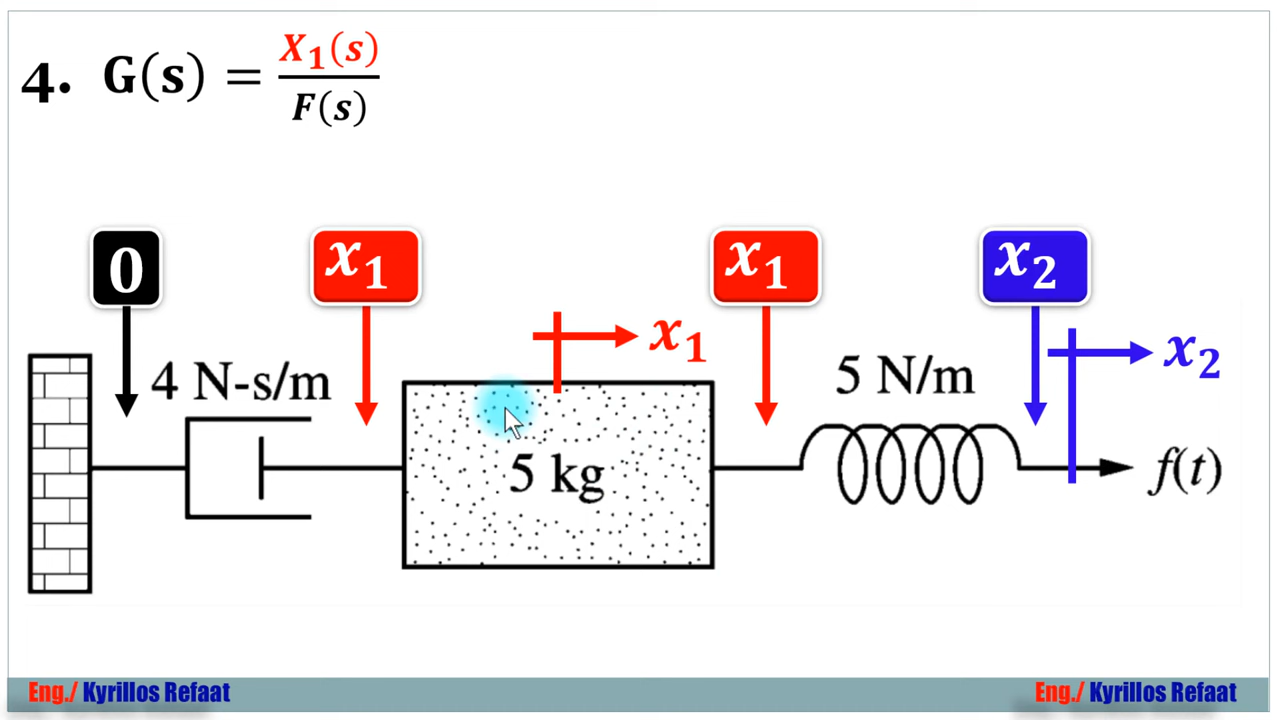 4. G(s) = X₁(s) / F(s)
0
x₁
x₁
x₂
x₁
x₂
4 N-s/m
5 N/m
5 kg
f(t)
Eng./ Kyrillos Refaat
Eng./ Kyrillos Refaat